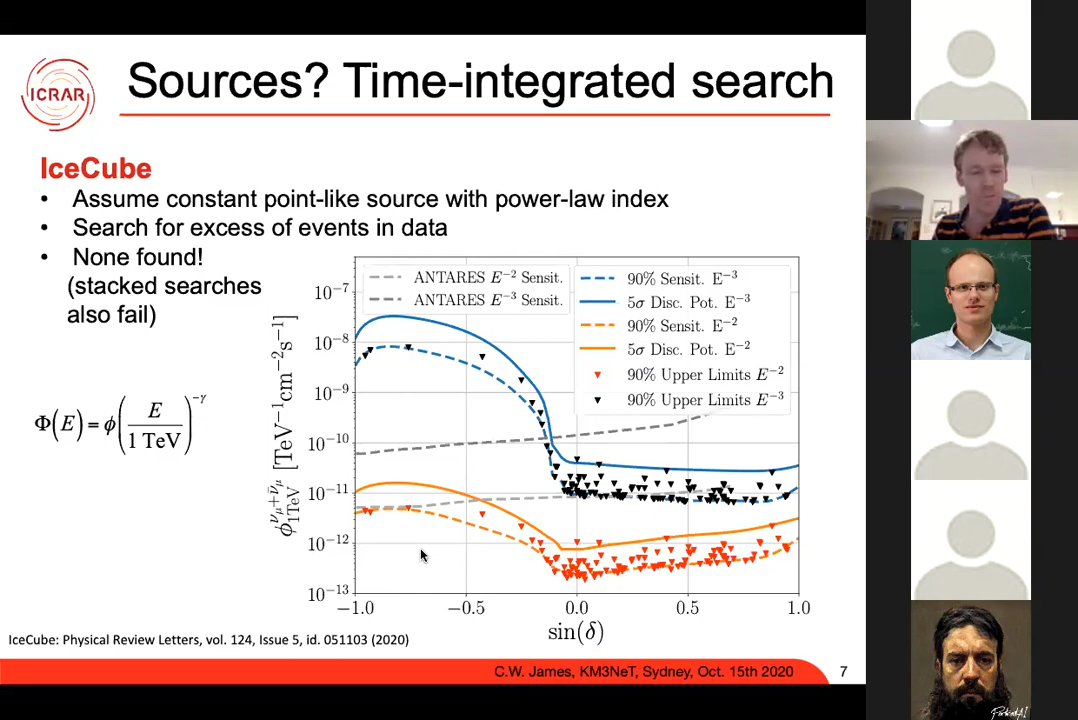 ICRAR
Sources? Time-integrated search
IceCube
• Assume constant point-like source with power-law index
• Search for excess of events in data
• None found!
(stacked searches
also fail)
Φ(E) = ϕ(E / 1 TeV)^−γ
ANTARES E^−2 Sensit.
ANTARES E^−3 Sensit.
90% Sensit. E^−3
5σ Disc. Pot. E^−3
90% Sensit. E^−2
5σ Disc. Pot. E^−2
90% Upper Limits E^−2
90% Upper Limits E^−3
ϕ^νμ+ν̄μ_1TeV [TeV^−1cm^−2s^−1]
10^−7
10^−8
10^−9
10^−10
10^−11
10^−12
10^−13
−1.0 −0.5 0.0 0.5 1.0
sin(δ)
IceCube: Physical Review Letters, vol. 124, Issue 5, id. 051103 (2020)
C.W. James, KM3NeT, Sydney, Oct. 15th 2020 7